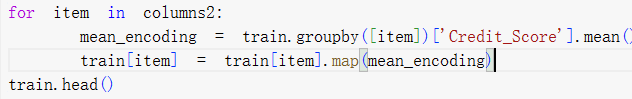 for item in columns2:
        mean_encoding = train.groupby([item])['Credit_Score'].mean()
        train[item] = train[item].map(mean_encoding)
train.head()